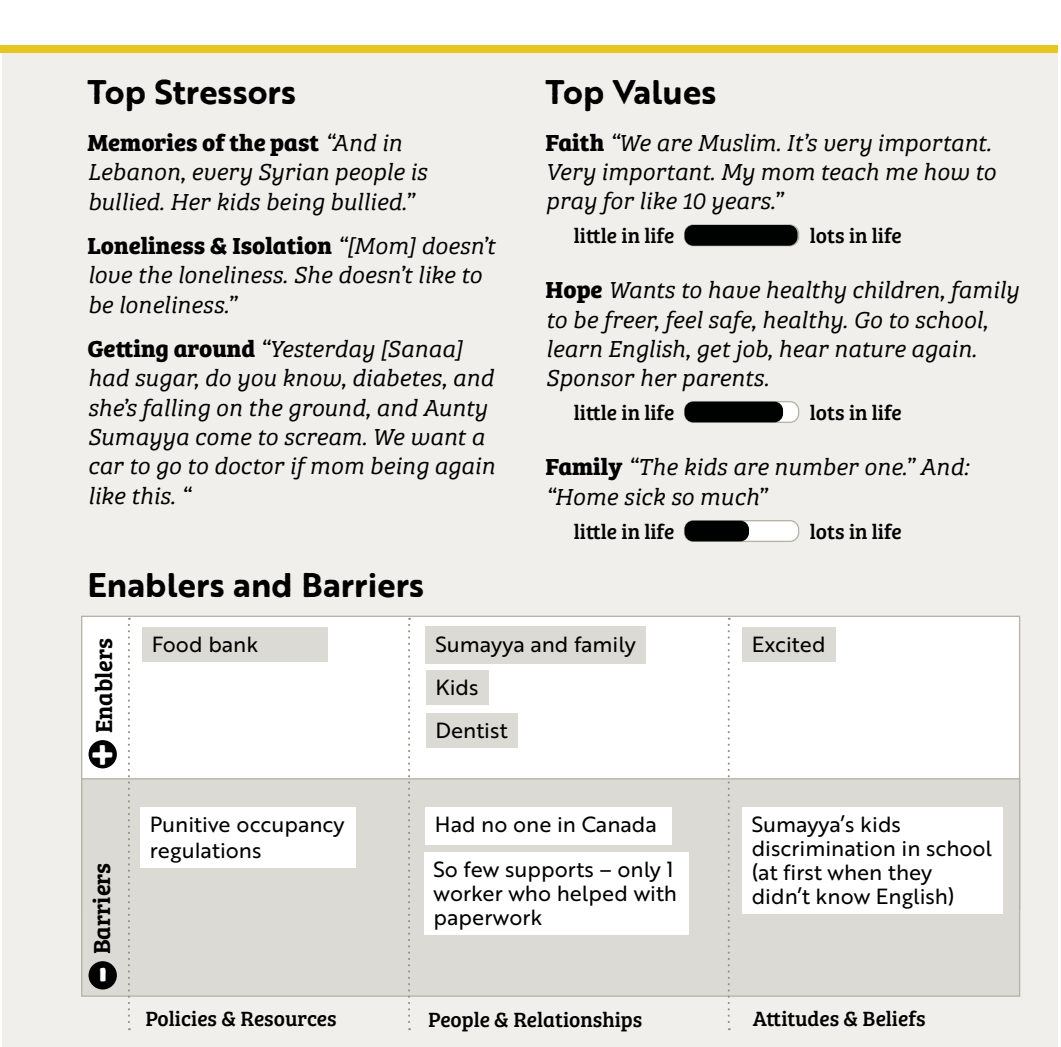 Top Stressors
Memories of the past “And in
Lebanon, every Syrian people is
bullied. Her kids being bullied.”
Loneliness & Isolation “[Mom] doesn’t
love the loneliness. She doesn’t like to
be loneliness.”
Getting around “Yesterday [Sanaa]
had sugar, do you know, diabetes, and
she’s falling on the ground, and Aunty
Sumayya come to scream. We want a
car to go to doctor if mom being again
like this. “
Top Values
Faith “We are Muslim. It’s very important.
Very important. My mom teach me how to
pray for like 10 years.”
little in life lots in life
Hope Wants to have healthy children, family
to be freer, feel safe, healthy. Go to school,
learn English, get job, hear nature again.
Sponsor her parents.
little in life lots in life
Family “The kids are number one.” And:
“Home sick so much”
little in life lots in life
Enablers and Barriers
Enablers
Food bank
Sumayya and family
Kids
Dentist
Excited
Barriers
Punitive occupancy
regulations
Had no one in Canada
So few supports – only 1
worker who helped with
paperwork
Sumayya’s kids
discrimination in school
(at first when they
didn’t know English)
Policies & Resources
People & Relationships
Attitudes & Beliefs